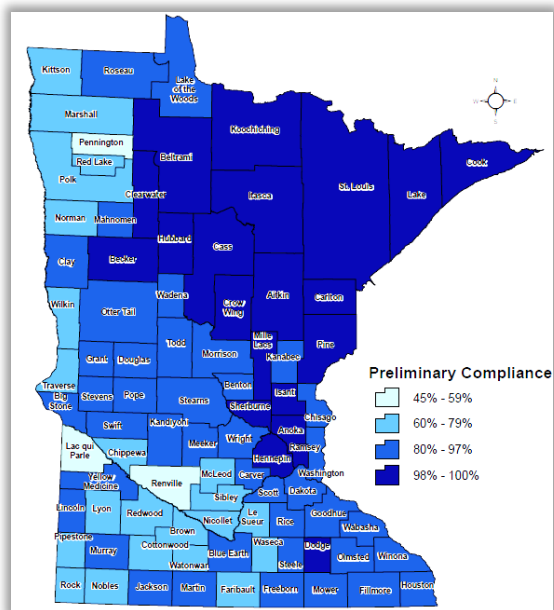 Kittson
Roseau
Lake
of the
Woods
Marshall
Koochiching
N
W
E
S
Pennington
Red Lake
Beltrami
Cook
Polk
Clearwater
Itasca
St. Louis
Lake
Norman
Mahnomen
Hubbard
Cass
Clay
Becker
Wilkin
Otter Tail
Wadena
Crow
Wing
Aitkin
Carlton
Todd
Mille
Lacs
Pine
Grant
Douglas
Morrison
Kanabec
Traverse
Big
Stone
Stevens
Pope
Stearns
Benton
Isanti
Sherburne
Chisago
Swift
Kandiyohi
Meeker
Wright
Anoka
Ramsey
Hennepin
Washington
Lac qui
Parle
Chippewa
Renville
McLeod
Carver
Yellow
Medicine
Sibley
Scott
Dakota
Lincoln
Lyon
Redwood
Nicollet
Le
Sueur
Rice
Goodhue
Wabasha
Pipestone
Murray
Brown
Cottonwood
Watonwan
Blue Earth
Waseca
Steele
Dodge
Olmsted
Winona
Rock
Nobles
Jackson
Martin
Faribault
Freeborn
Mower
Fillmore
Houston
Preliminary Compliance
45% - 59%
60% - 79%
80% - 97%
98% - 100%